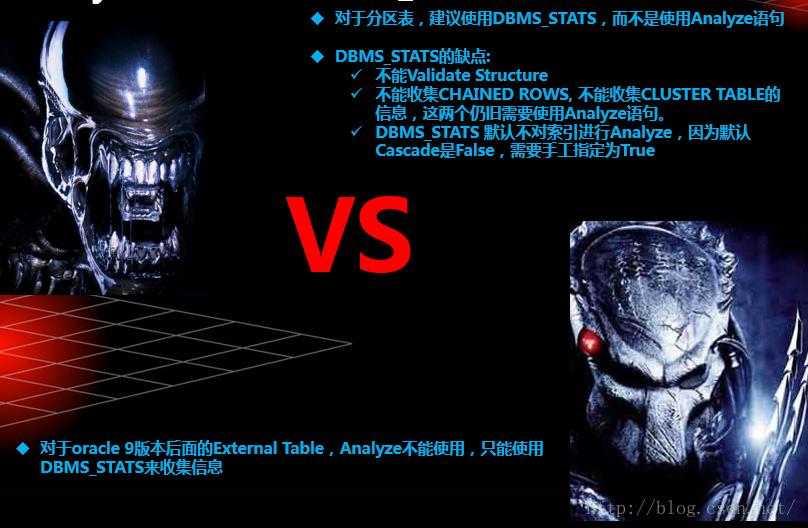 对于分区表，建议使用DBMS_STATS，而不是使用Analyze语句
DBMS_STATS的缺点:
不能Validate Structure
不能收集CHAINED ROWS, 不能收集CLUSTER TABLE的
信息，这两个仍旧需要使用Analyze语句。
DBMS_STATS 默认不对索引进行Analyze，因为默认
Cascade是False，需要手工指定为True
VS
对于oracle 9版本后面的External Table，Analyze不能使用，只能使用
DBMS_STATS来收集信息
http://blog.csdn.net/